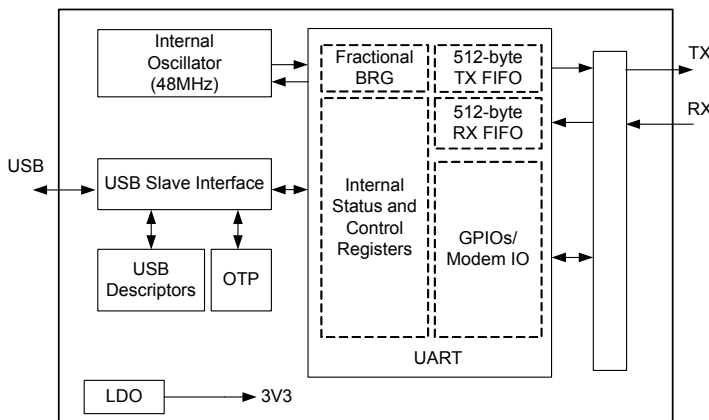 Internal
Oscillator
(48MHz)
Fractional
BRG
512-byte
TX FIFO
512-byte
RX FIFO
TX
RX
USB
USB Slave Interface
USB
Descriptors
OTP
Internal
Status and
Control
Registers
GPIOs/
Modem IO
UART
LDO
3V3